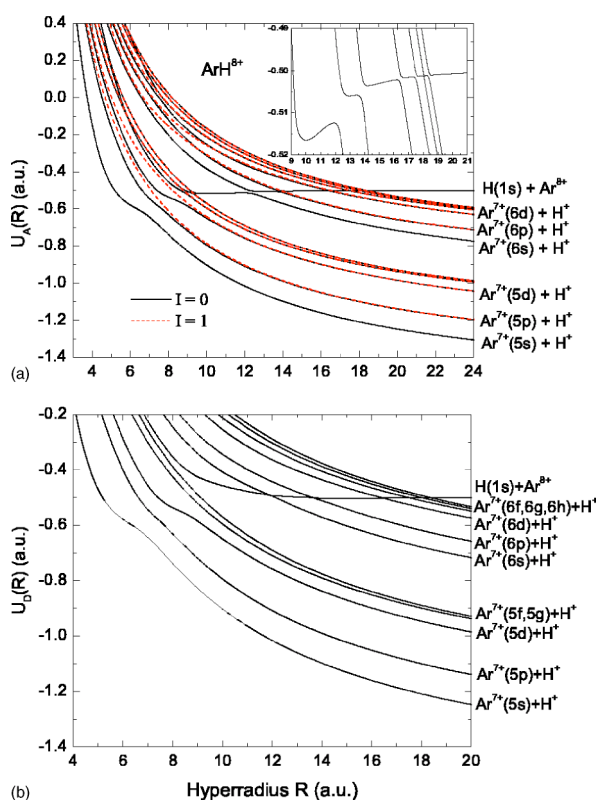 0.4
0.2
0.0
-0.2
-0.4
-0.6
-0.8
-1.0
-1.2
-1.4
U_A(R) (a.u.)
ArH⁸⁺
-0.49
-0.50
-0.51
-0.52
9 10 11 12 13 14 15 16 17 18 19 20 21
I = 0
I = 1
H(1s) + Ar⁸⁺
Ar⁷⁺(6d) + H⁺
Ar⁷⁺(6p) + H⁺
Ar⁷⁺(6s) + H⁺
Ar⁷⁺(5d) + H⁺
Ar⁷⁺(5p) + H⁺
Ar⁷⁺(5s) + H⁺
4 6 8 10 12 14 16 18 20 22 24
(a)
-0.2
-0.4
-0.6
-0.8
-1.0
-1.2
-1.4
U_D(R) (a.u.)
H(1s)+Ar⁸⁺
Ar⁷⁺(6f,6g,6h)+H⁺
Ar⁷⁺(6d)+H⁺
Ar⁷⁺(6p)+H⁺
Ar⁷⁺(6s)+H⁺
Ar⁷⁺(5f,5g)+H⁺
Ar⁷⁺(5d)+H⁺
Ar⁷⁺(5p)+H⁺
Ar⁷⁺(5s)+H⁺
4 6 8 10 12 14 16 18 20
(b)
Hyperradius R (a.u.)